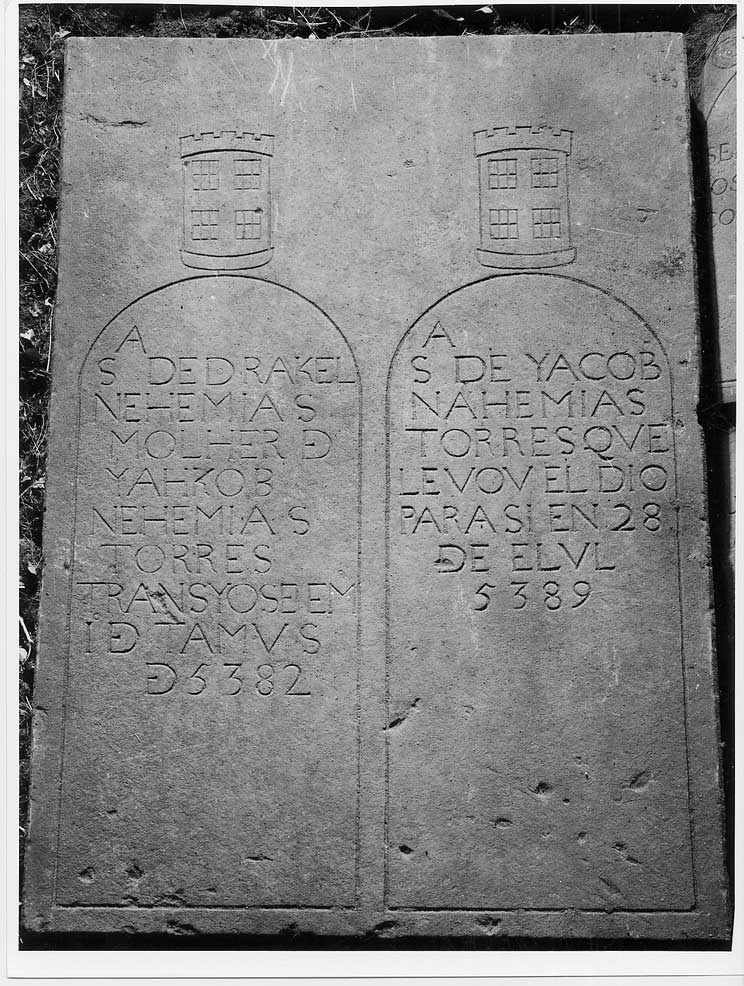 A
S DE D RAKEL
NEHEMIAS
MOLHER Đ
YAHKOB
NEHEMIAS
TORRES
TRANSYOSE EM
I Đ TAMVS
Đ 5382
A
S DE YACOB
NAHEMIAS
TORRES QVE
LEVOV EL DIO
PARA SI EN 28
DE ELVL
5389